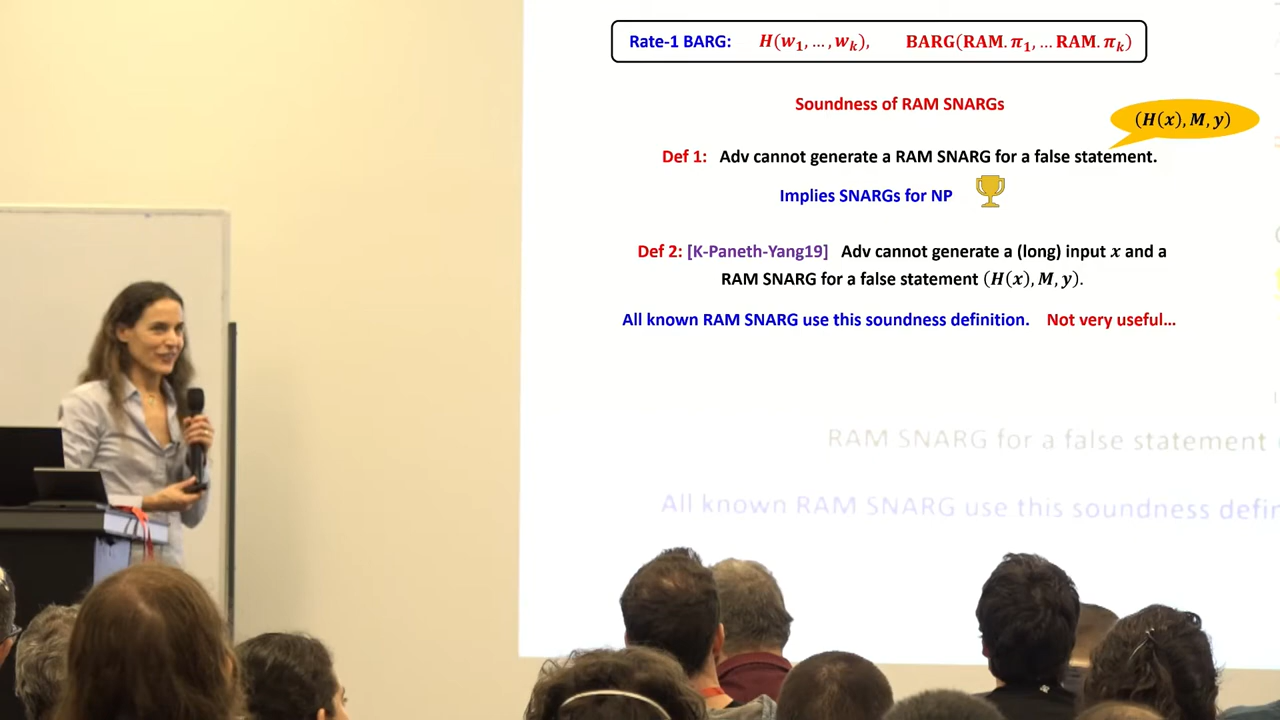 Rate-1 BARG: H(w₁, … , wₖ), BARG(RAM. π₁, … RAM. πₖ)
Soundness of RAM SNARGs
(H(x), M, y)
Def 1: Adv cannot generate a RAM SNARG for a false statement.
Implies SNARGs for NP
Def 2: [K-Paneth-Yang19] Adv cannot generate a (long) input x and a
RAM SNARG for a false statement (H(x), M, y).
All known RAM SNARG use this soundness definition. Not very useful…
RAM SNARG for a false statement
All known RAM SNARG use this soundness defin